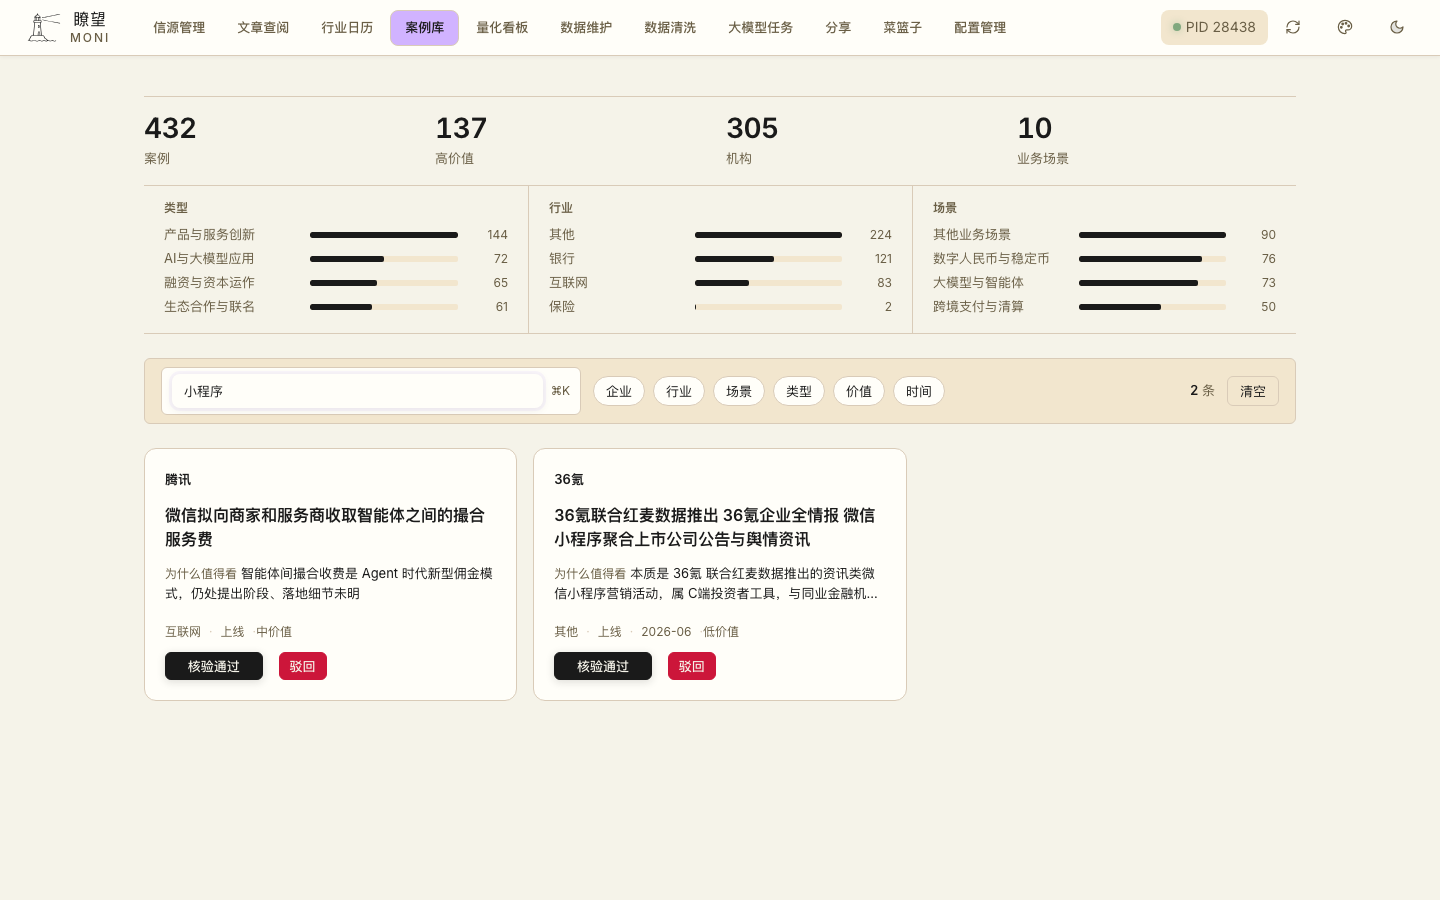 瞭望
MONI
信源管理 文章查阅 行业日历 案例库 量化看板 数据维护 数据清洗 大模型任务 分享 菜篮子 配置管理
PID 28438
432 137 305 10
案例 高价值 机构 业务场景
类型
产品与服务创新 144
AI与大模型应用 72
融资与资本运作 65
生态合作与联名 61
行业
其他 224
银行 121
互联网 83
保险 2
场景
其他业务场景 90
数字人民币与稳定币 76
大模型与智能体 73
跨境支付与清算 50
小程序 ⌘K 企业 行业 场景 类型 价值 时间 2 条 清空
腾讯
微信拟向商家和服务商收取智能体之间的撮合
服务费
为什么值得看 智能体间撮合收费是 Agent 时代新型佣金模
式，仍处提出阶段、落地细节未明
互联网 · 上线 ·中价值
核验通过 驳回
36氪
36氪联合红麦数据推出 36氪企业全情报 微信
小程序聚合上市公司公告与舆情资讯
为什么值得看 本质是 36氪 联合红麦数据推出的资讯类微
信小程序营销活动，属 C端投资者工具，与同业金融机...
其他 · 上线 · 2026-06 ·低价值
核验通过 驳回